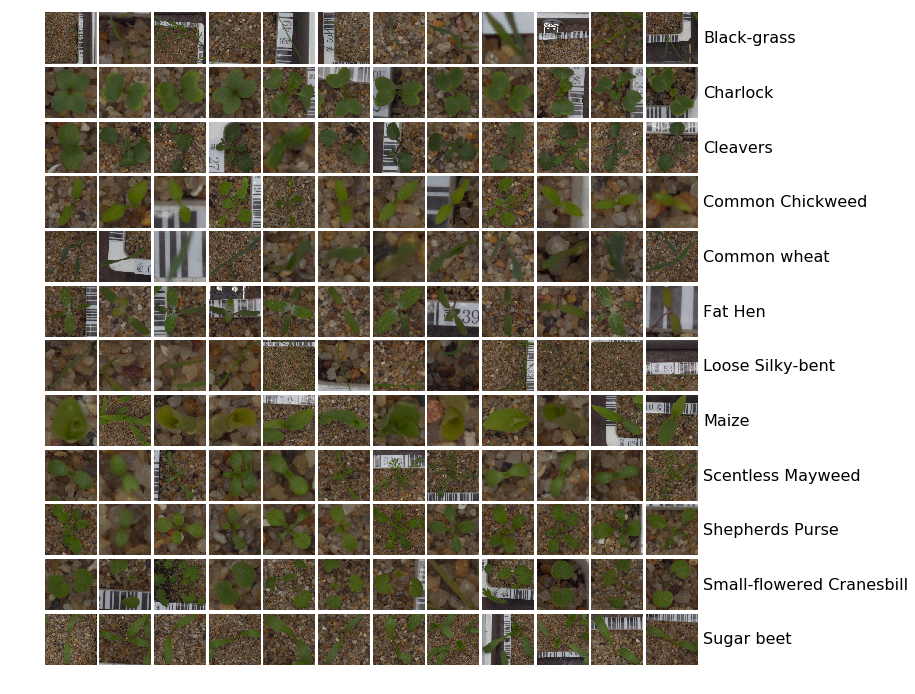 Black-grass
Charlock
Cleavers
Common Chickweed
Common wheat
Fat Hen
Loose Silky-bent
Maize
Scentless Mayweed
Shepherds Purse
Small-flowered Cranesbill
Sugar beet